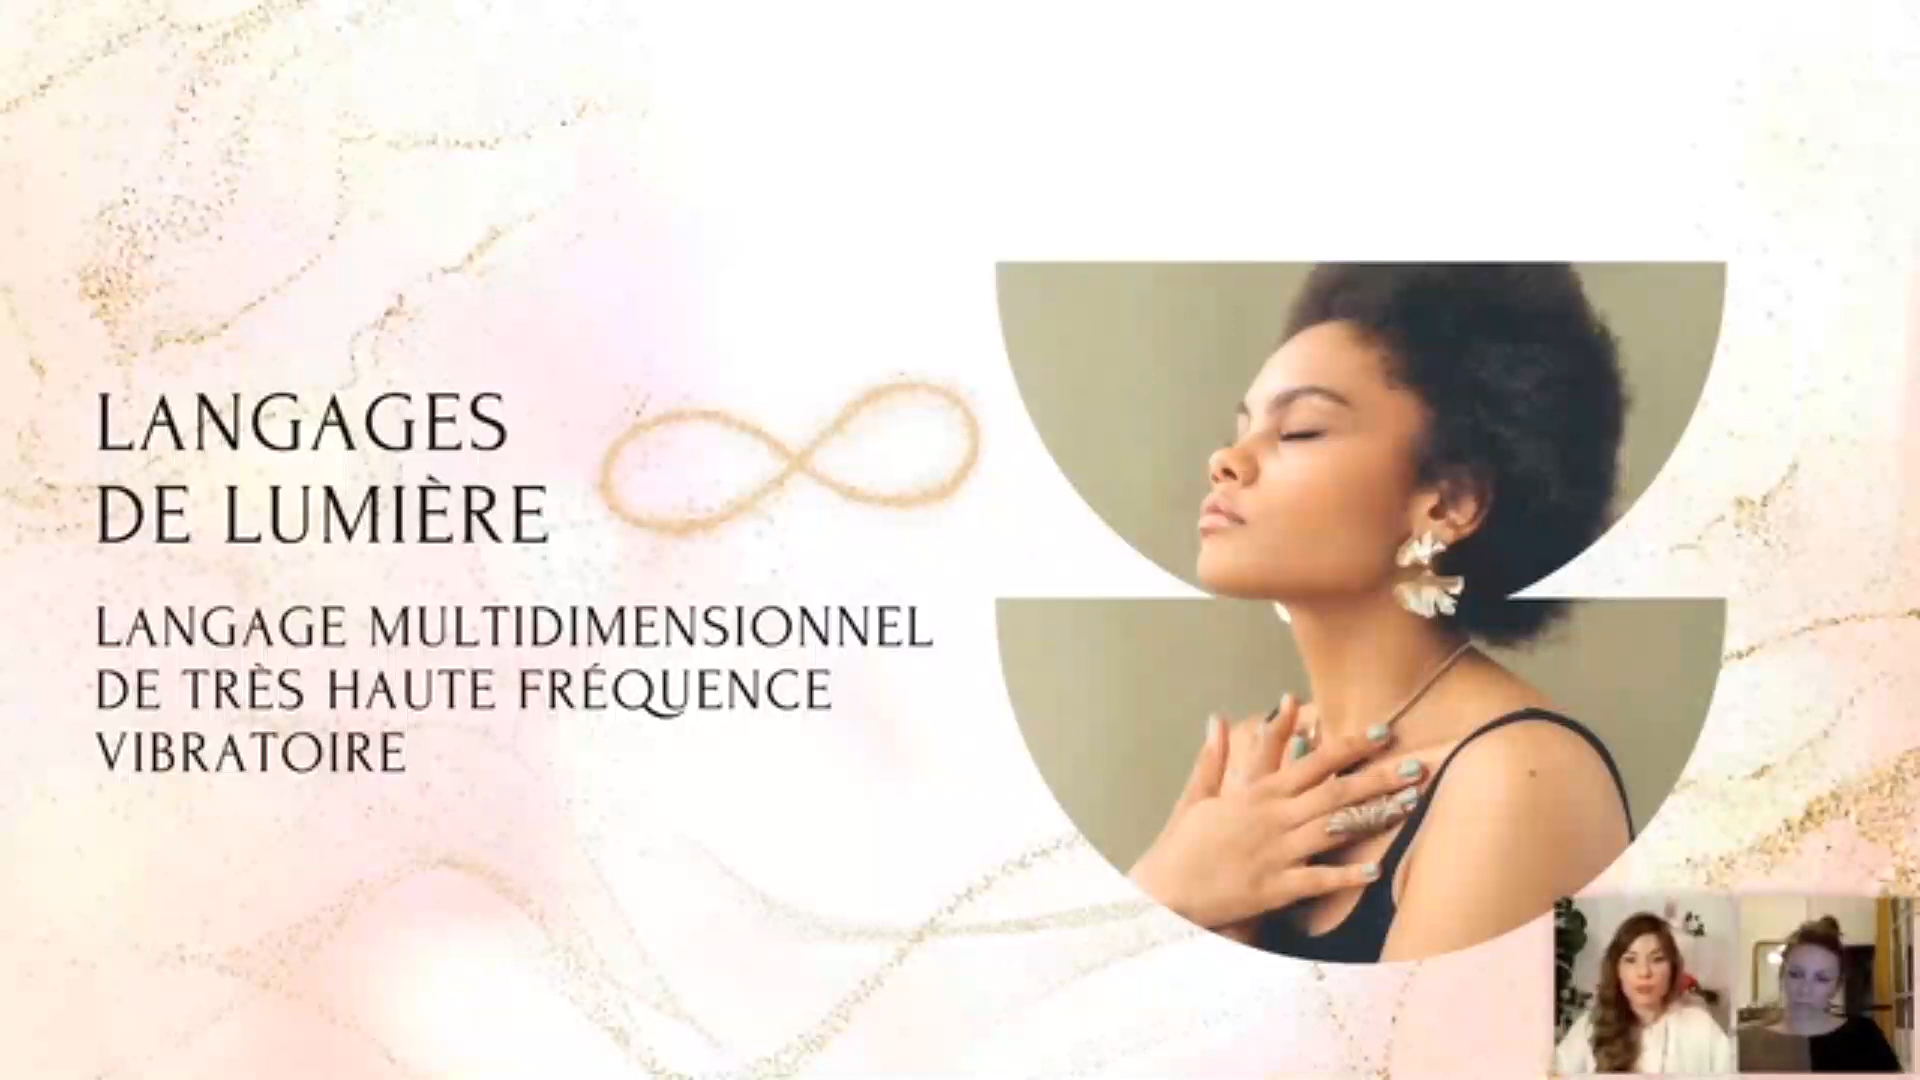 LANGAGES
DE LUMIÈRE
LANGAGE MULTIDIMENSIONNEL
DE TRÈS HAUTE FRÉQUENCE
VIBRATOIRE